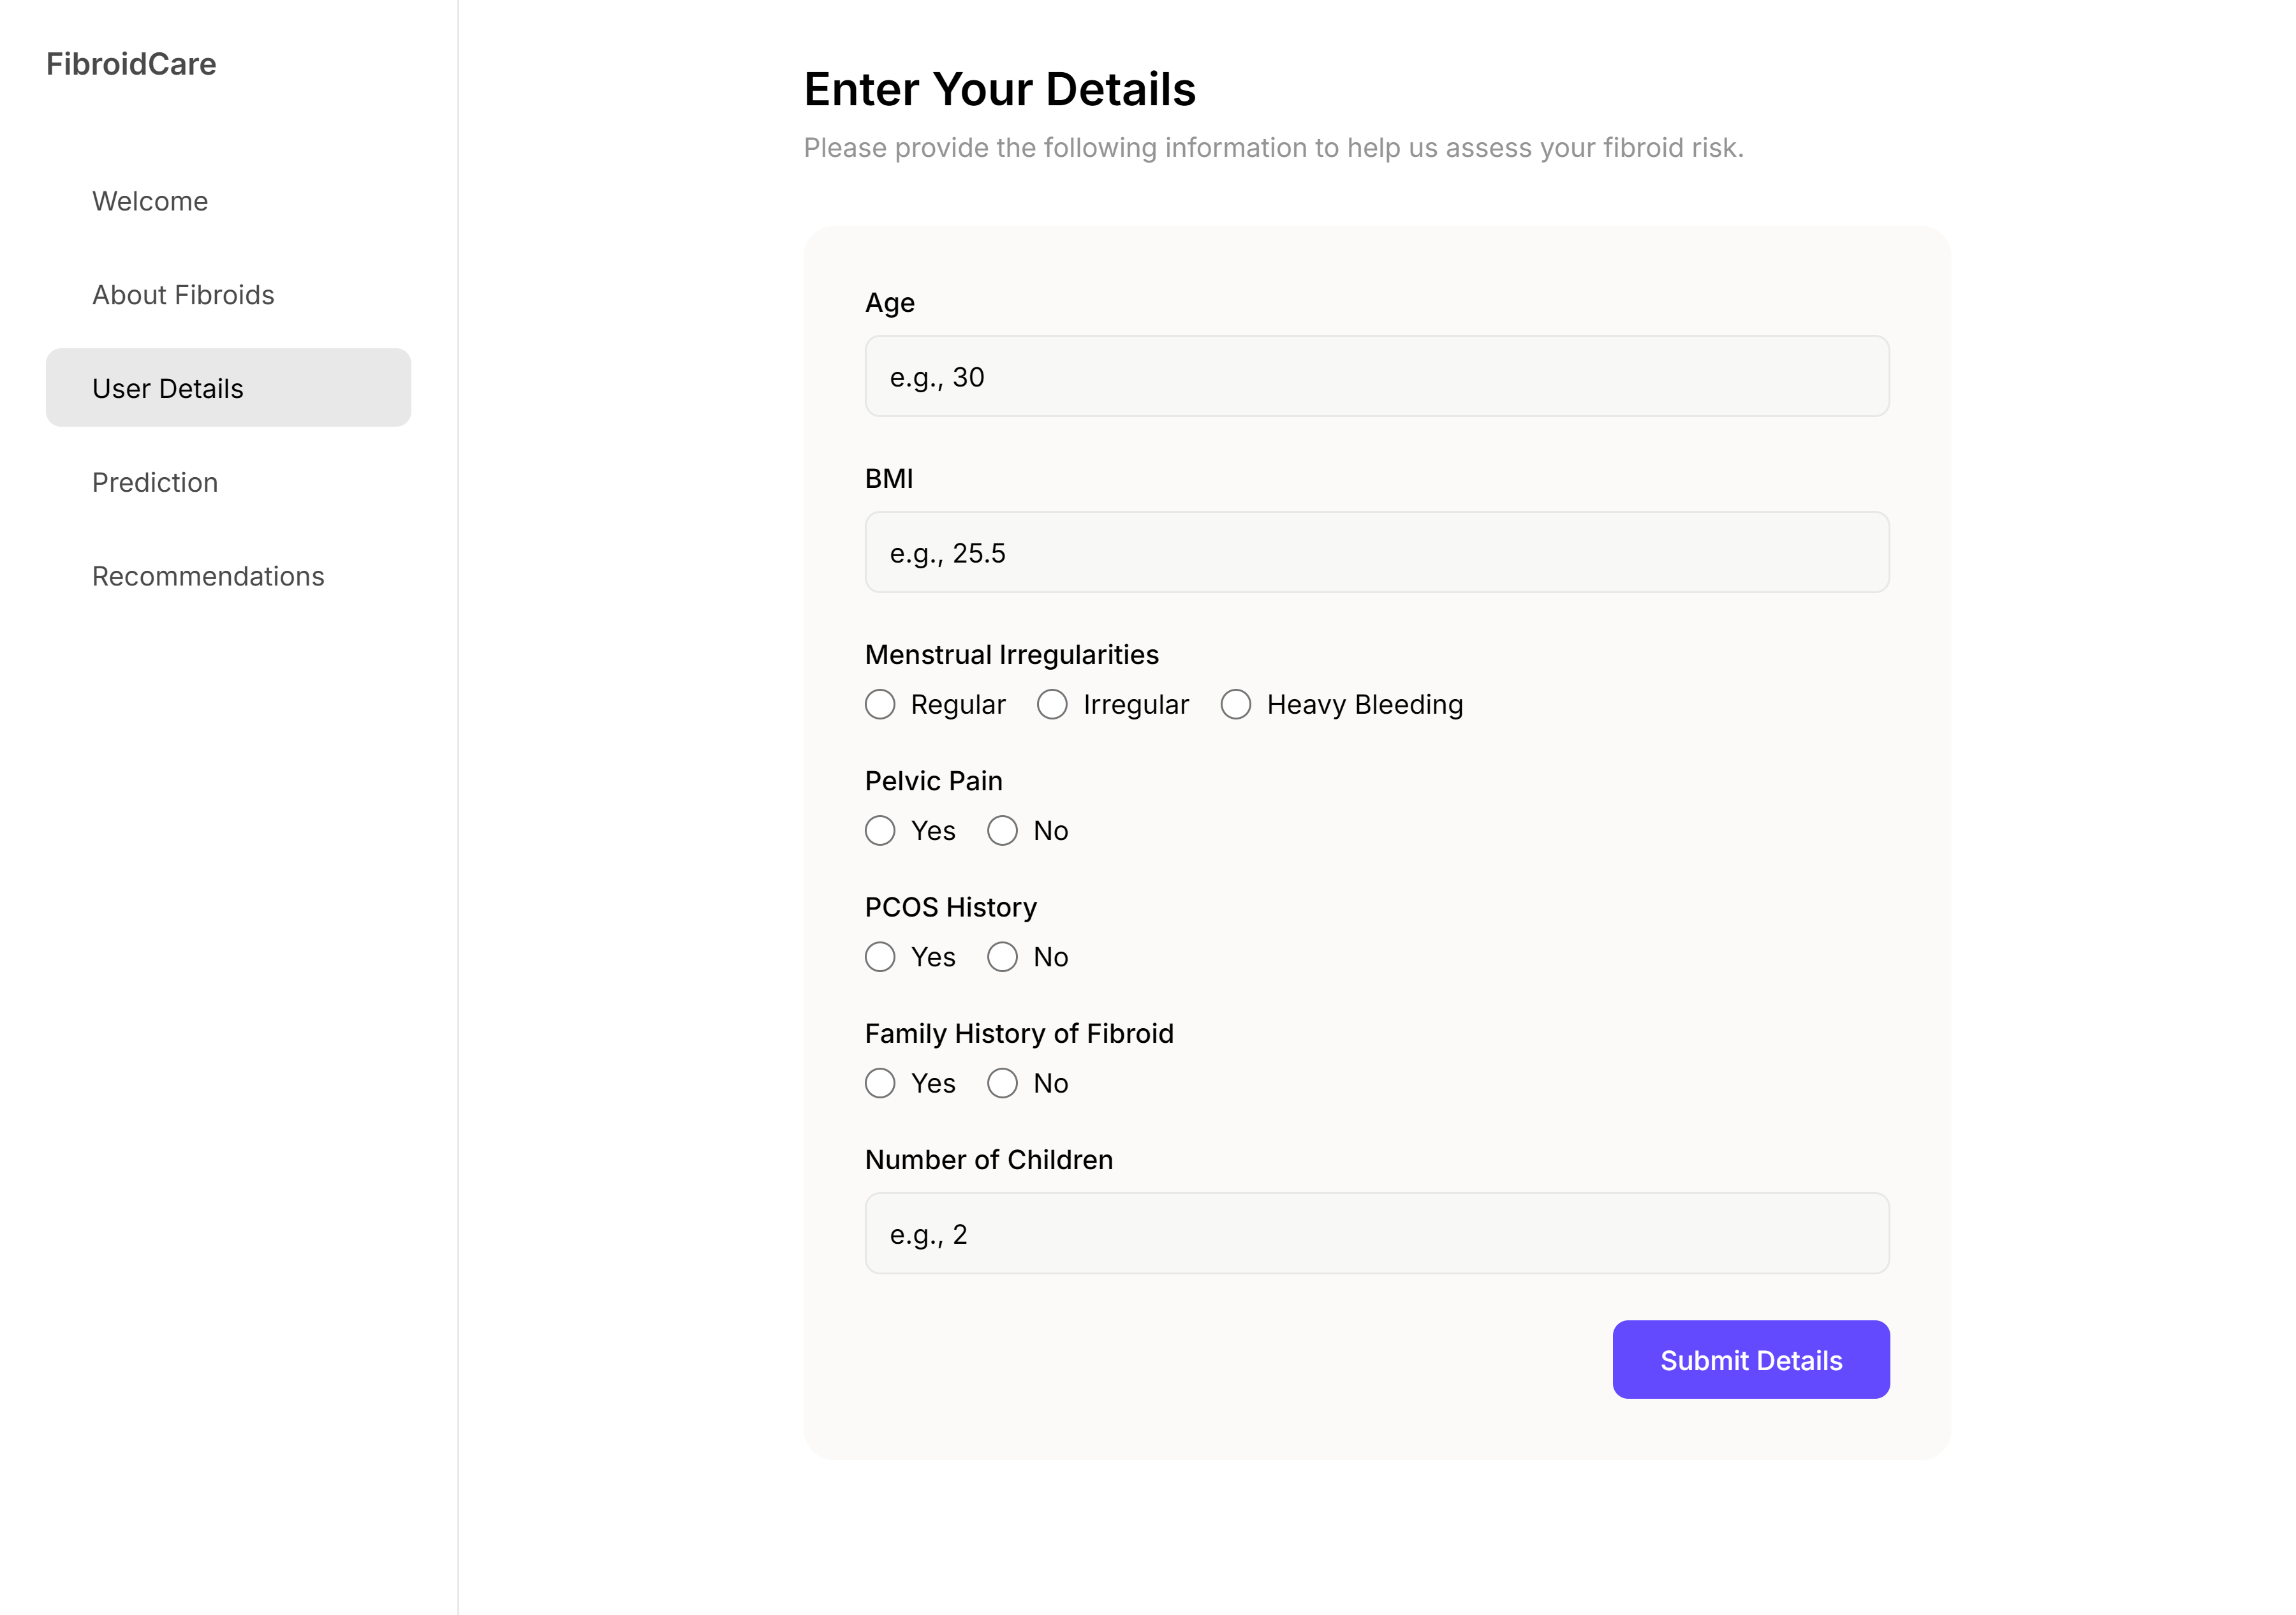 FibroidCare
Welcome
About Fibroids
User Details
Prediction
Recommendations
Enter Your Details
Please provide the following information to help us assess your fibroid risk.
Age
e.g., 30
BMI
e.g., 25.5
Menstrual Irregularities
Regular Irregular Heavy Bleeding
Pelvic Pain
Yes No
PCOS History
Yes No
Family History of Fibroid
Yes No
Number of Children
e.g., 2
Submit Details